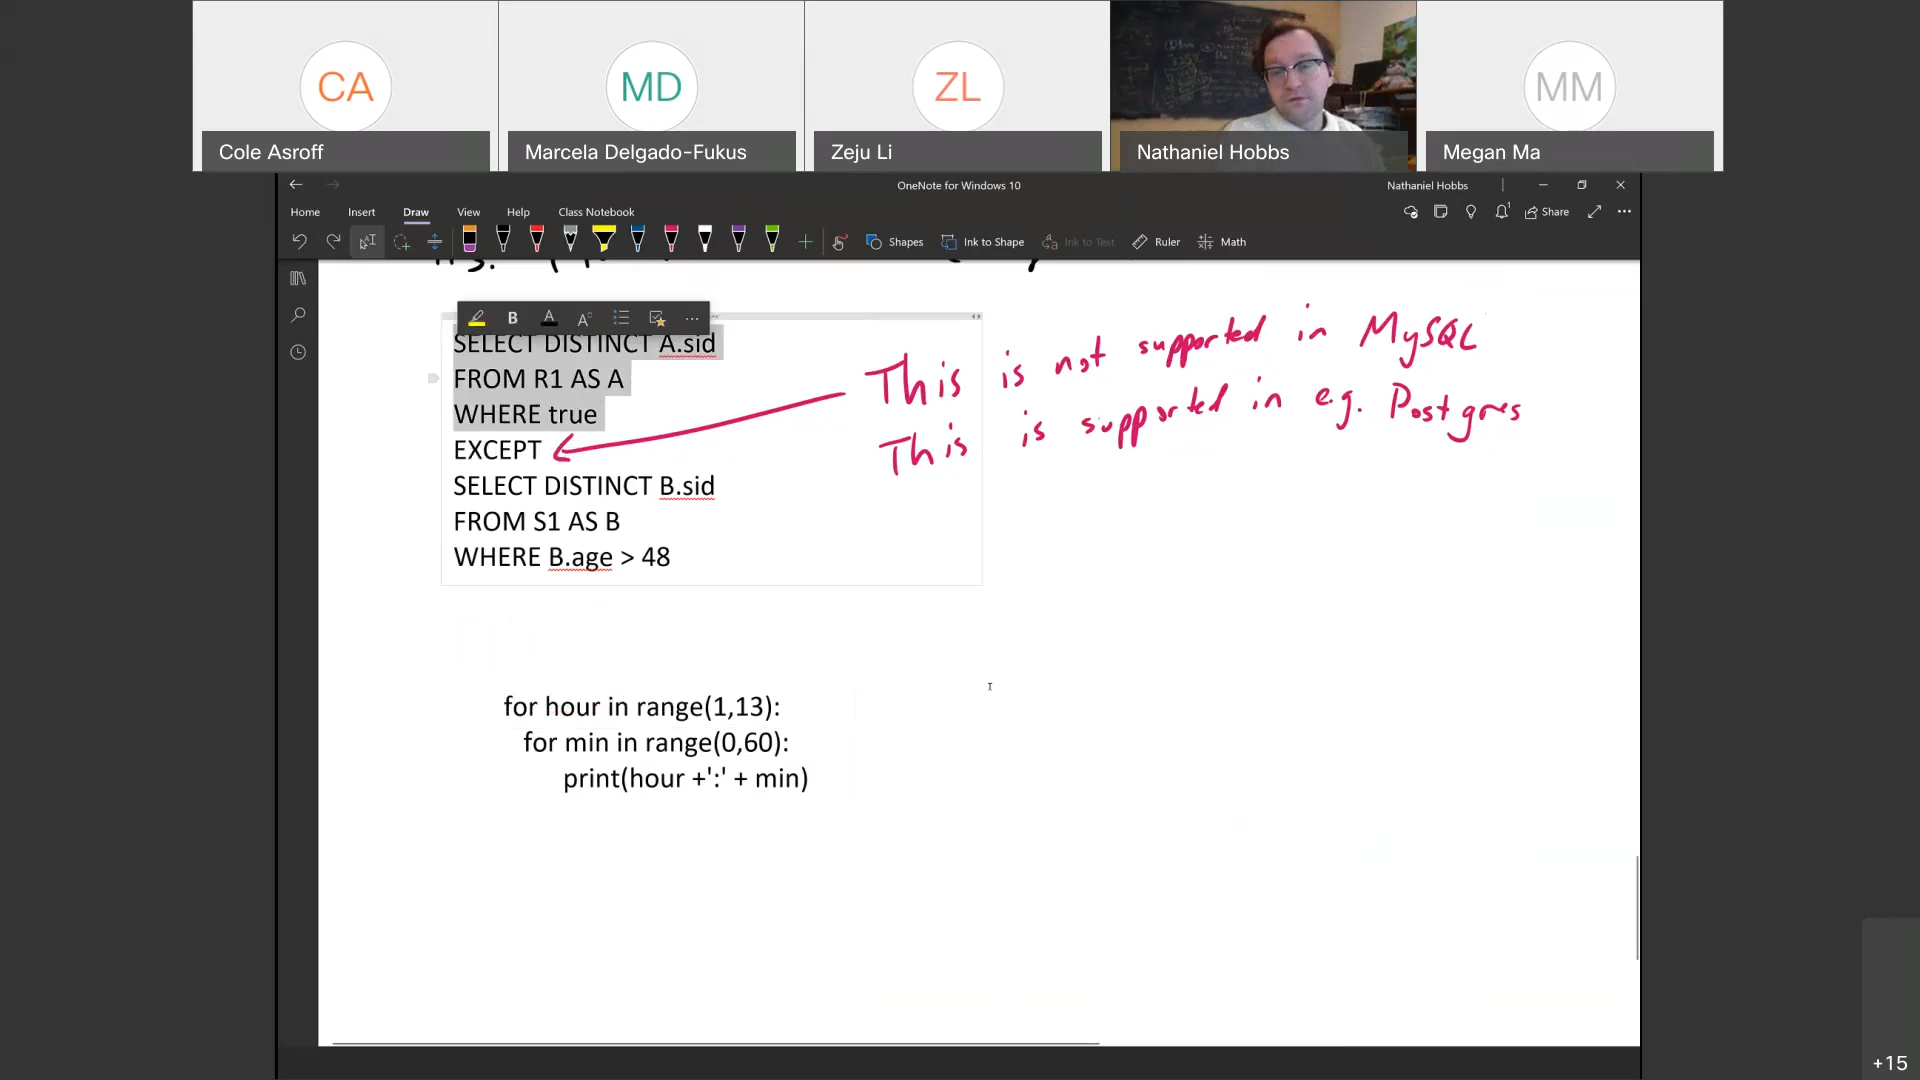 CA
MD
ZL
MM
Cole Asroff
Marcela Delgado-Fukus
Zeju Li
Nathaniel Hobbs
Megan Ma
OneNote for Windows 10
Nathaniel Hobbs
Home Insert Draw View Help Class Notebook
Share
Shapes Ink to Shape Ink to Text Ruler Math
SELECT DISTINCT A.sid
FROM R1 AS A
WHERE true
EXCEPT
SELECT DISTINCT B.sid
FROM S1 AS B
WHERE B.age > 48
This is not supported in MySQL
This is supported in e.g. Postgres
for hour in range(1,13):
for min in range(0,60):
print(hour +':' + min)
+15